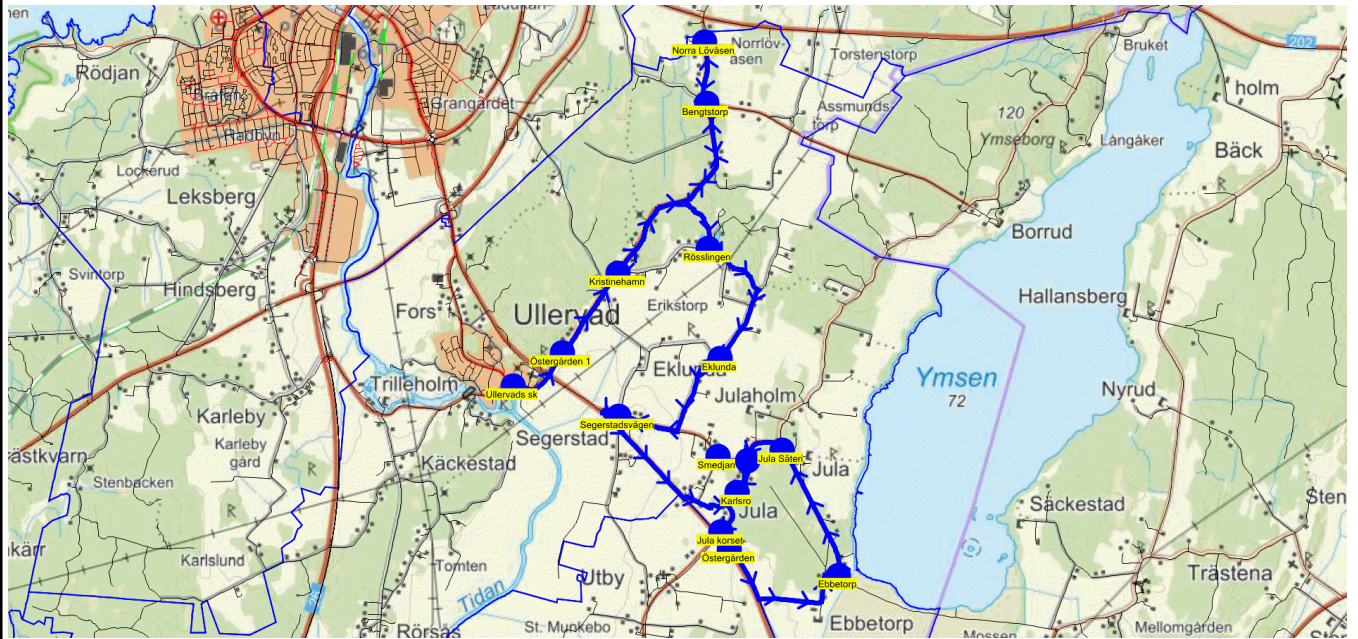 Norra Lövåsen
Norrlöv-
åsen
Torstenstorp
Bruket
202
Rödjan
Bråten
Grangärdet
Bengtstorp
Assmunds-
torp
120
Ymseborg
holm
Långåker
Bäck
Lockerud
Leksberg
Borrud
Svintorp
Hindsberg
Rösslingen
Kristinehamn
Erikstorp
Hallansberg
Fors
Ullervad
Östergården 1
Eklunda
Eklunda
Ymsen
72
Trilleholm
Ullervads sk
Julaholm
Nyrud
Karleby
Karleby
gård
Segerstad
Segerstadsvägen
Smedjan
Jula Säten
Jula
Käckestad
Stenbacken
Karlsro
Jula
Säckestad
Sten
Jula korset
Östergården
Karlslund
Tomten
Utby
Ebbetorp
Trästena
Tidan
Rörsås
St. Munkebo
Ebbetorp
Mossen
Mellomgården